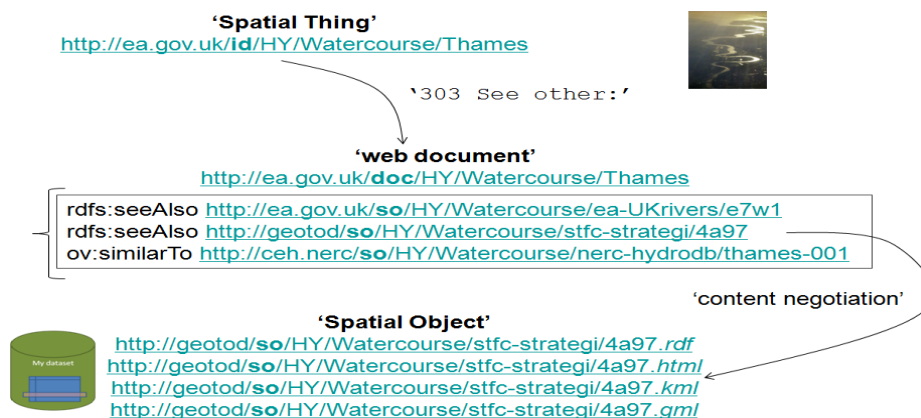 ‘Spatial Thing’
http://ea.gov.uk/id/HY/Watercourse/Thames
‘303 See other:’
‘web document’
http://ea.gov.uk/doc/HY/Watercourse/Thames
rdfs:seeAlso http://ea.gov.uk/so/HY/Watercourse/ea-UKrivers/e7w1
rdfs:seeAlso http://geotod/so/HY/Watercourse/stfc-strategi/4a97
ov:similarTo http://ceh.nerc/so/HY/Watercourse/nerc-hydrodb/thames-001
‘content negotiation’
‘Spatial Object’
My dataset
http://geotod/so/HY/Watercourse/stfc-strategi/4a97.rdf
http://geotod/so/HY/Watercourse/stfc-strategi/4a97.html
http://geotod/so/HY/Watercourse/stfc-strategi/4a97.kml
http://geotod/so/HY/Watercourse/stfc-strategi/4a97.gml